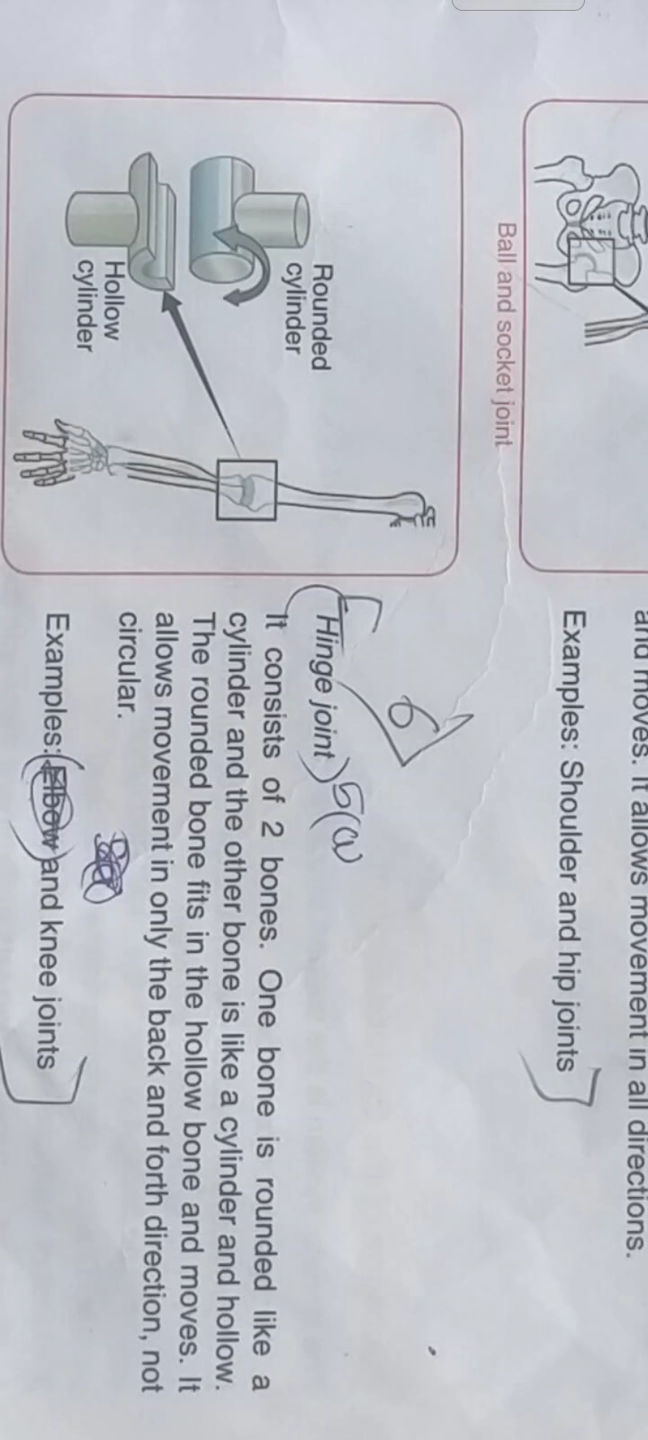 and moves. It allows movement in all directions.
Examples: Shoulder and hip joints
Ball and socket joint
6
Hinge joint 5(a)
It consists of 2 bones. One bone is rounded like a
cylinder and the other bone is like a cylinder and hollow.
The rounded bone fits in the hollow bone and moves. It
allows movement in only the back and forth direction, not
circular.
Examples: Elbow and knee joints
Rounded
cylinder
Hollow
cylinder